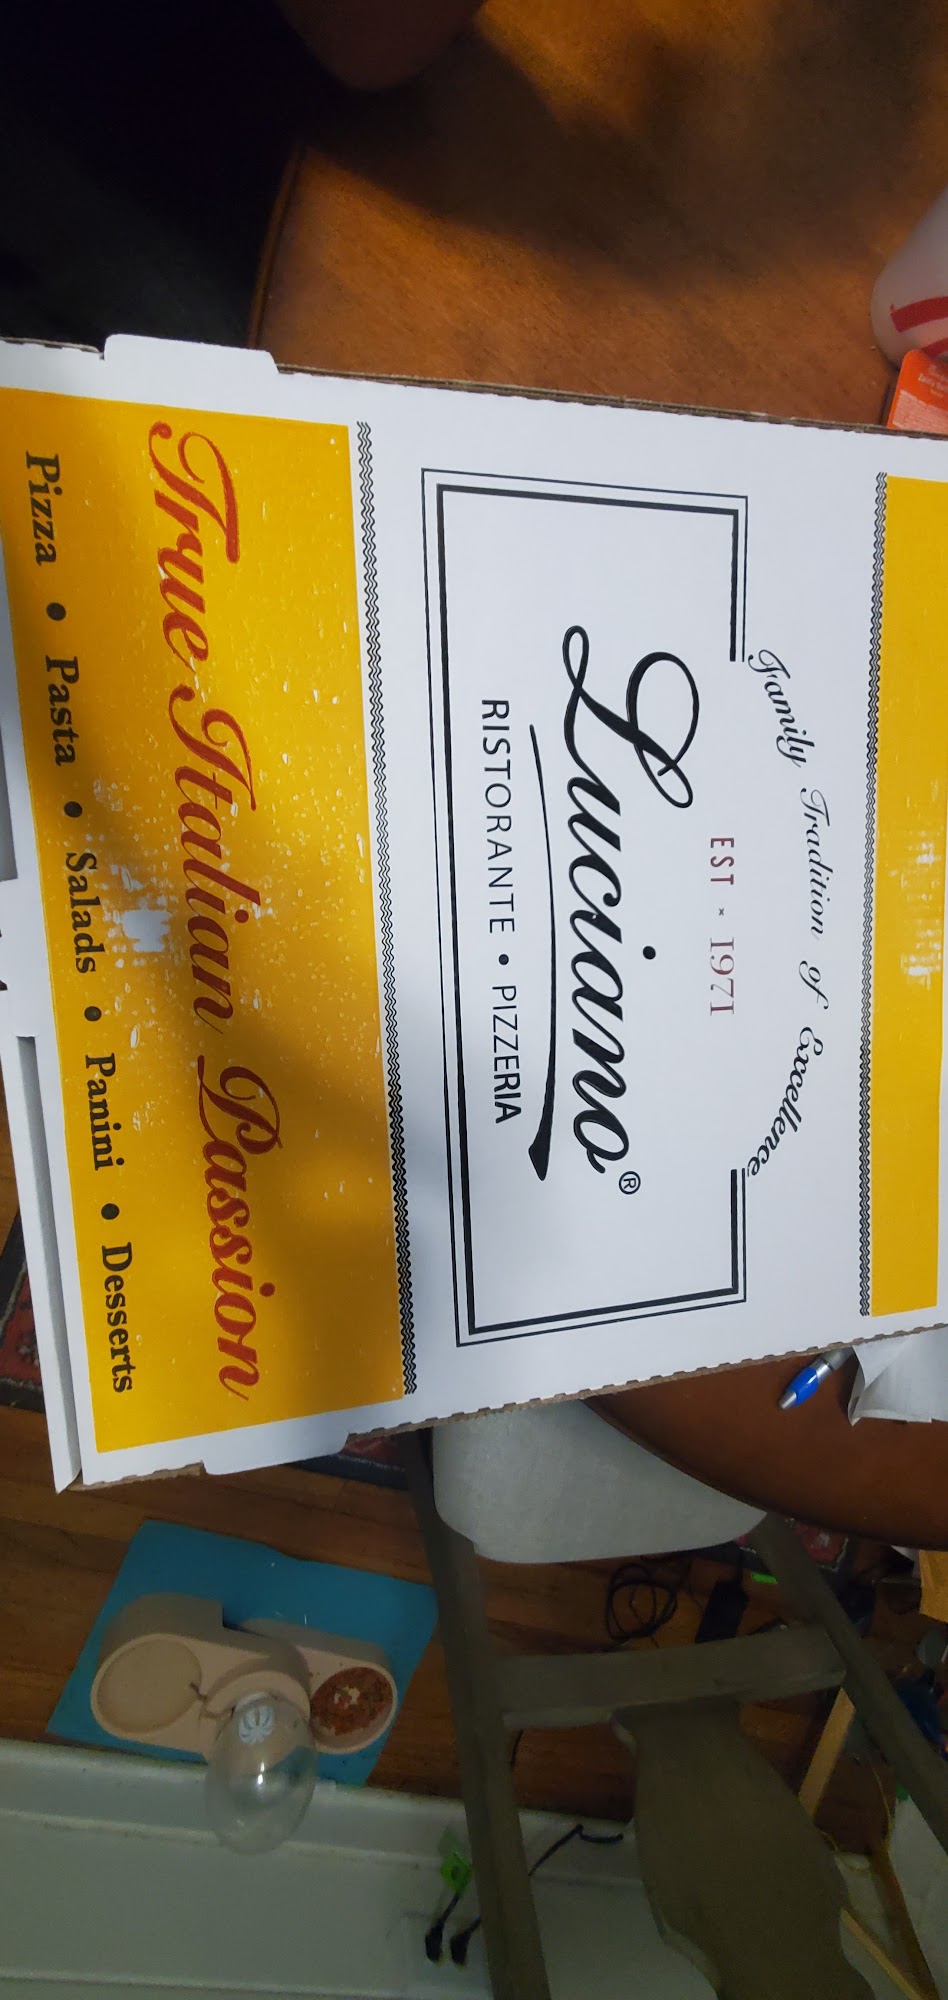 Family Tradition of Excellence
EST × 1971
Luciano®
RISTORANTE • PIZZERIA
True Italian Passion
Pizza • Pasta • Salads • Panini • Desserts